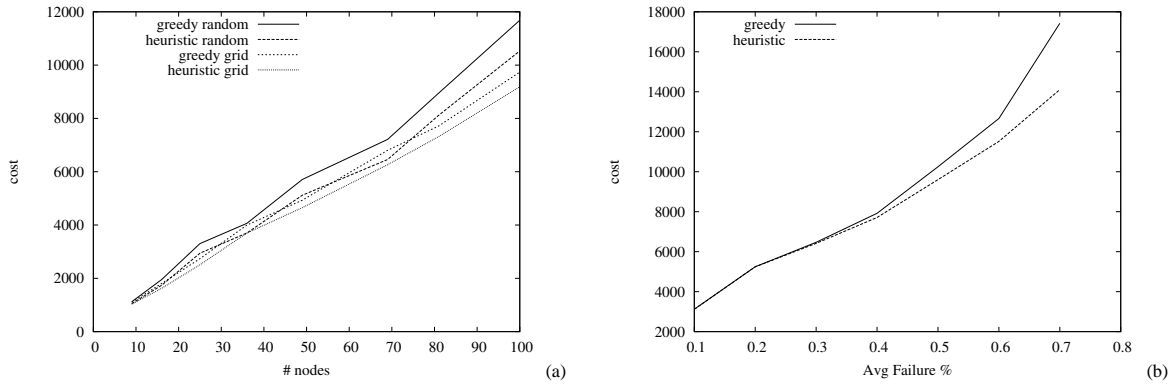 12000
10000
8000
6000
4000
2000
0
cost
greedy random
heuristic random
greedy grid
heuristic grid
0 10 20 30 40 50 60 70 80 90 100
# nodes
(a)
18000
16000
14000
12000
10000
8000
6000
4000
2000
cost
greedy
heuristic
0.1 0.2 0.3 0.4 0.5 0.6 0.7 0.8
Avg Failure %
(b)